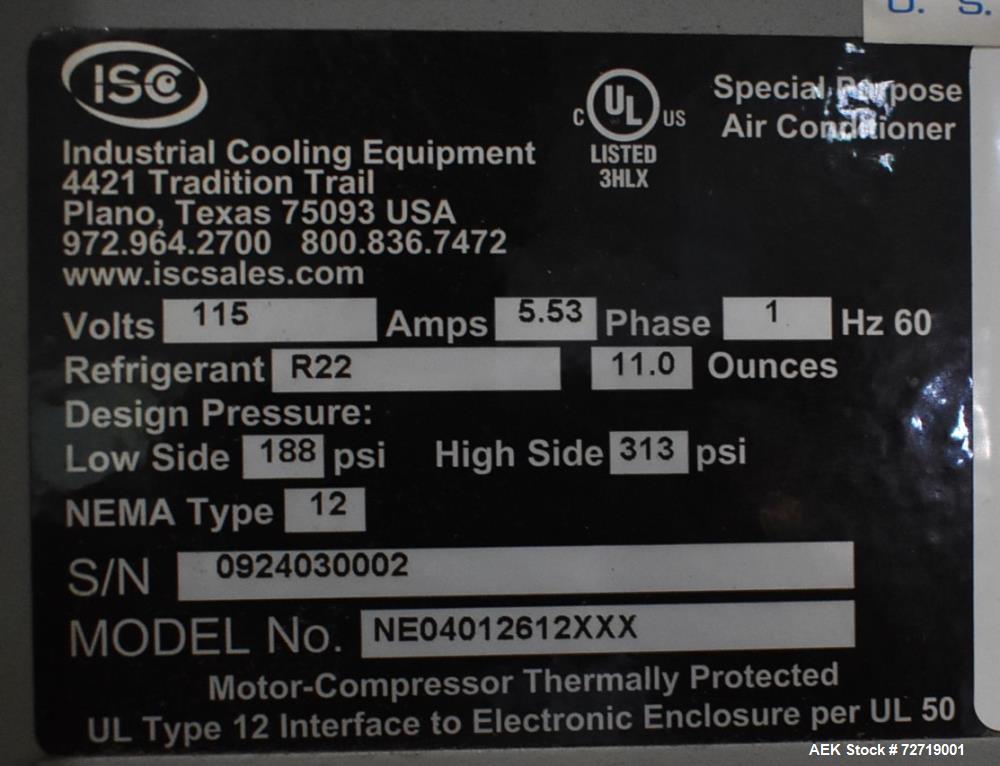 U. S.
ISC
C UL US
LISTED
3HLX
Special Purpose
Air Conditioner
Industrial Cooling Equipment
4421 Tradition Trail
Plano, Texas 75093 USA
972.964.2700 800.836.7472
www.iscsales.com
Volts 115 Amps 5.53 Phase 1 Hz 60
Refrigerant R22 11.0 Ounces
Design Pressure:
Low Side 188 psi High Side 313 psi
NEMA Type 12
S/N 0924030002
MODEL No. NE04012612XXX
Motor-Compressor Thermally Protected
UL Type 12 Interface to Electronic Enclosure per UL 50
AEK Stock # 72719001